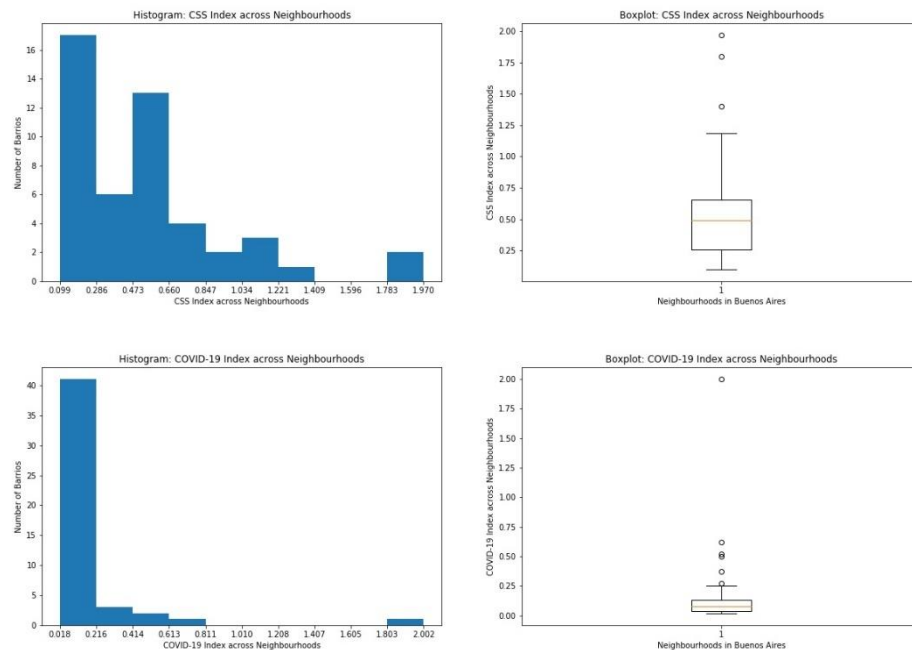 Histogram: CSS Index across Neighbourhoods
Number of Barrios
16
14
12
10
8
6
4
2
0
0.099 0.286 0.473 0.660 0.847 1.034 1.221 1.409 1.596 1.783 1.970
CSS Index across Neighbourhoods
Boxplot: CSS Index across Neighbourhoods
CSS Index across Neighbourhoods
2.00
1.75
1.50
1.25
1.00
0.75
0.50
0.25
1
Neighbourhoods in Buenos Aires
Histogram: COVID-19 Index across Neighbourhoods
Number of Barrios
40
35
30
25
20
15
10
5
0
0.018 0.216 0.414 0.613 0.811 1.010 1.208 1.407 1.605 1.803 2.002
COVID-19 Index across Neighbourhoods
Boxplot: COVID-19 Index across Neighbourhoods
COVID-19 Index across Neighbourhoods
2.00
1.75
1.50
1.25
1.00
0.75
0.50
0.25
0.00
1
Neighborhoods in Buenos Aires